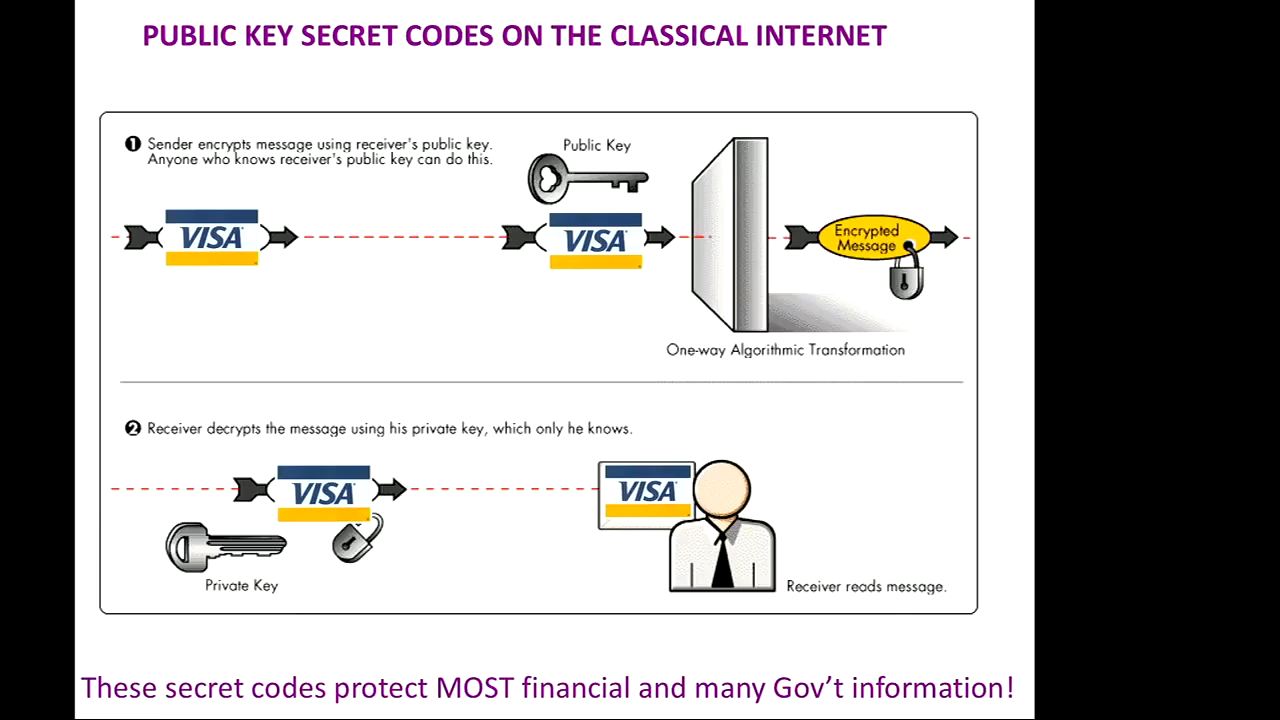 PUBLIC KEY SECRET CODES ON THE CLASSICAL INTERNET
1 Sender encrypts message using receiver's public key.
Anyone who knows receiver's public key can do this.
Public Key
VISA
VISA
Encrypted
Message
One-way Algorithmic Transformation
2 Receiver decrypts the message using his private key, which only he knows.
VISA
VISA
Private Key
Receiver reads message.
These secret codes protect MOST financial and many Gov't information!